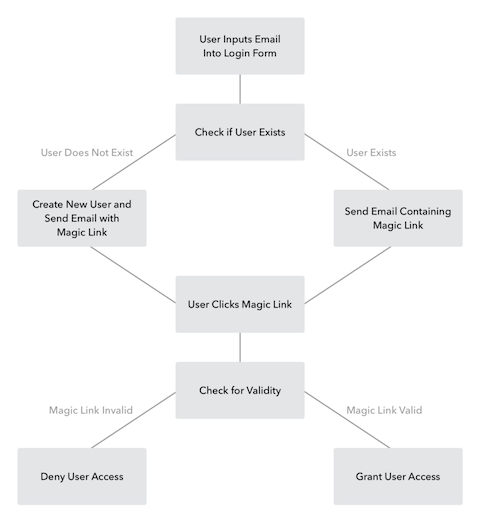 User Inputs Email
Into Login Form
Check if User Exists
User Does Not Exist
User Exists
Create New User and
Send Email with
Magic Link
Send Email Containing
Magic Link
User Clicks Magic Link
Check for Validity
Magic Link Invalid
Magic Link Valid
Deny User Access
Grant User Access